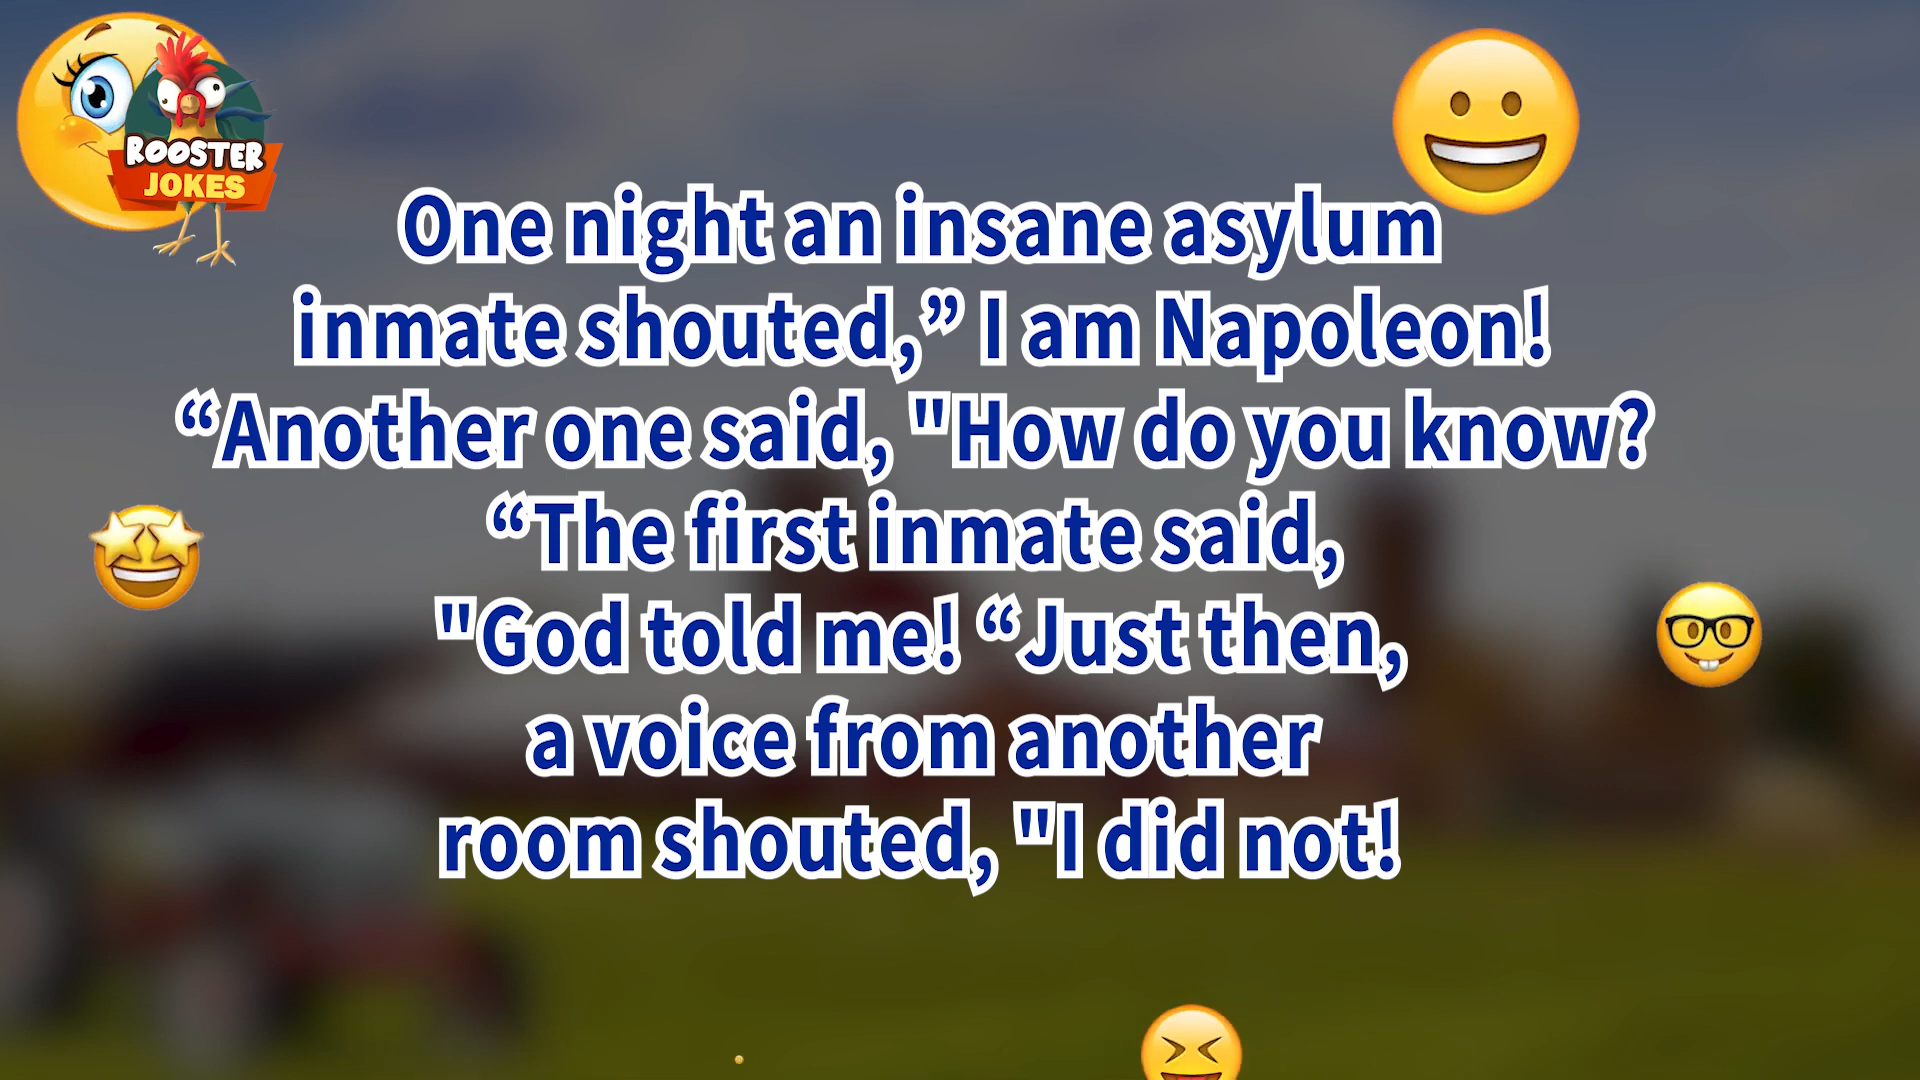 ROOSTER
JOKES
One night an insane asylum
inmate shouted,” I am Napoleon!
“Another one said, "How do you know?
“The first inmate said,
"God told me! “Just then,
a voice from another
room shouted, "I did not!